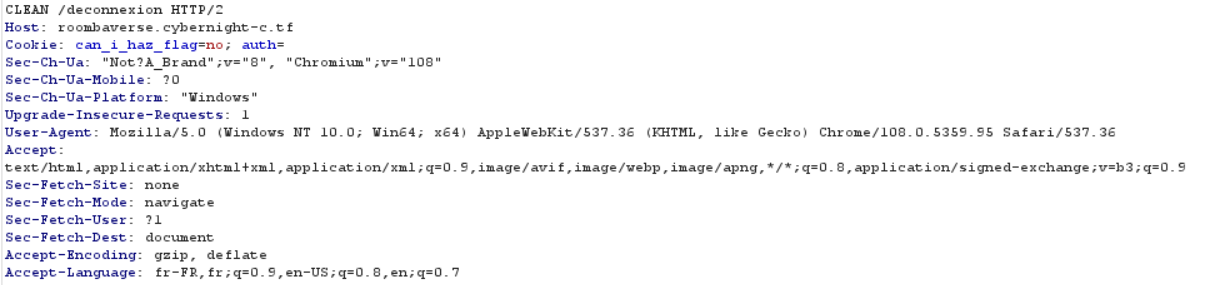 CLEAN /deconnexion HTTP/2
Host: roombaverse.cybernight-c.tf
Cookie: can_i_haz_flag=no; auth=
Sec-Ch-Ua: "Not?A_Brand";v="8", "Chromium";v="108"
Sec-Ch-Ua-Mobile: ?0
Sec-Ch-Ua-Platform: "Windows"
Upgrade-Insecure-Requests: 1
User-Agent: Mozilla/5.0 (Windows NT 10.0; Win64; x64) AppleWebKit/537.36 (KHTML, like Gecko) Chrome/108.0.5359.95 Safari/537.36
Accept:
text/html,application/xhtml+xml,application/xml;q=0.9,image/avif,image/webp,image/apng,*/*;q=0.8,application/signed-exchange;v=b3;q=0.9
Sec-Fetch-Site: none
Sec-Fetch-Mode: navigate
Sec-Fetch-User: ?1
Sec-Fetch-Dest: document
Accept-Encoding: gzip, deflate
Accept-Language: fr-FR,fr;q=0.9,en-US;q=0.8,en;q=0.7